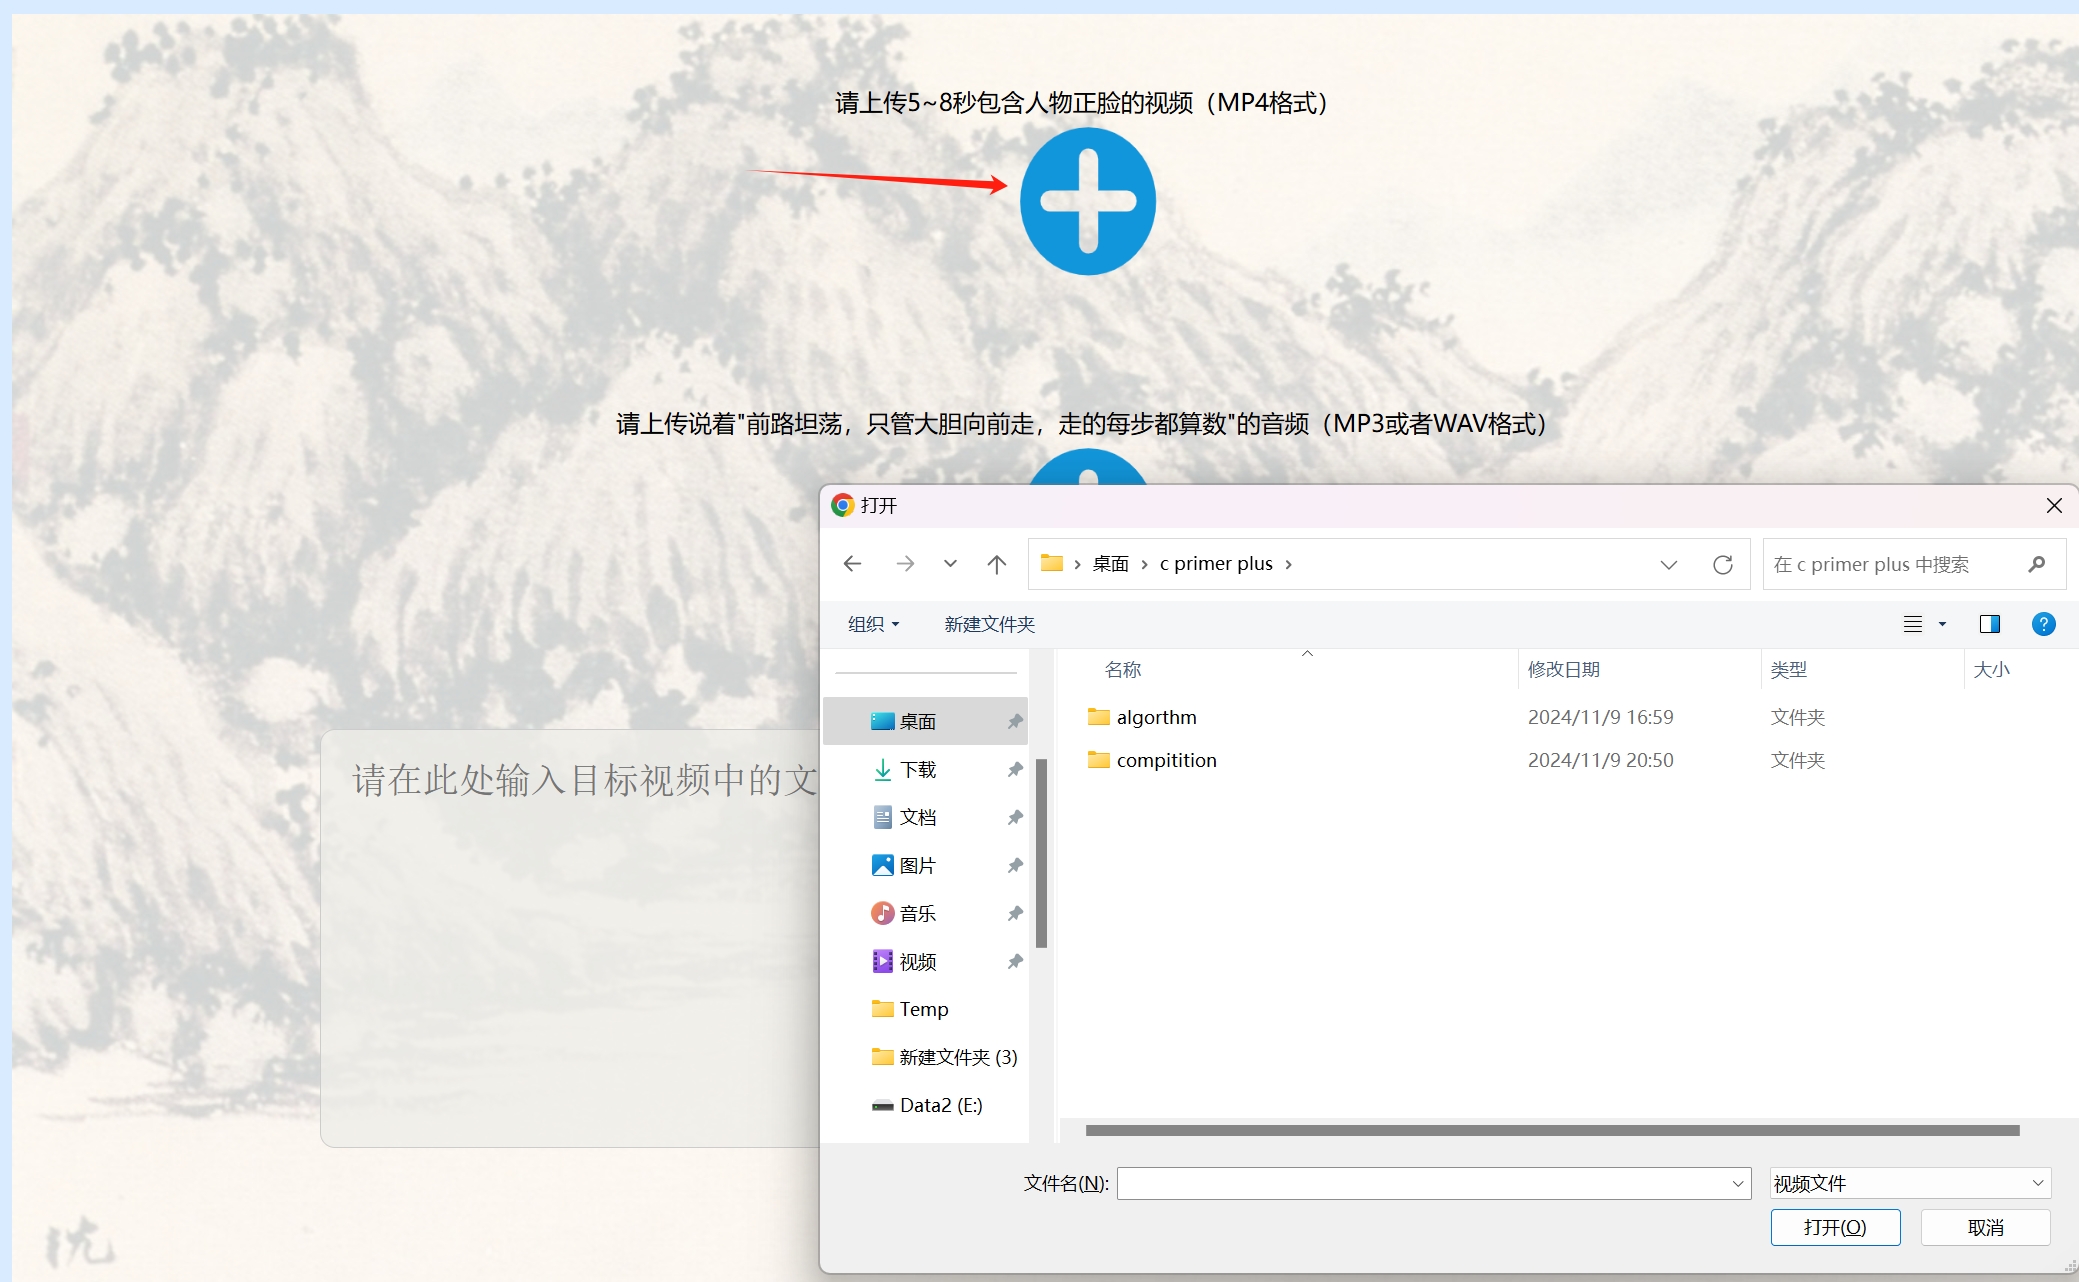 请上传5~8秒包含人物正脸的视频（MP4格式）
请上传说着"前路坦荡，只管大胆向前走，走的每步都算数"的音频（MP3或者WAV格式）
请在此处输入目标视频中的文
打开
桌面 › c primer plus ›
在 c primer plus 中搜索
组织 新建文件夹
名称 修改日期 类型 大小
桌面
下载
文档
图片
音乐
视频
Temp
新建文件夹 (3)
Data2 (E:)
algorthm 2024/11/9 16:59 文件夹
compitition 2024/11/9 20:50 文件夹
文件名(N): 视频文件
打开(O) 取消